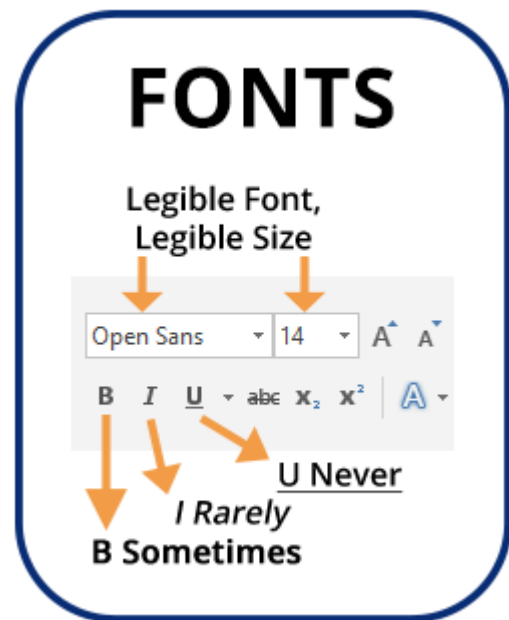 FONTS
Legible Font,
Legible Size
Open Sans 14 A A
B I U abc x₂ x² A
U Never
I Rarely
B Sometimes